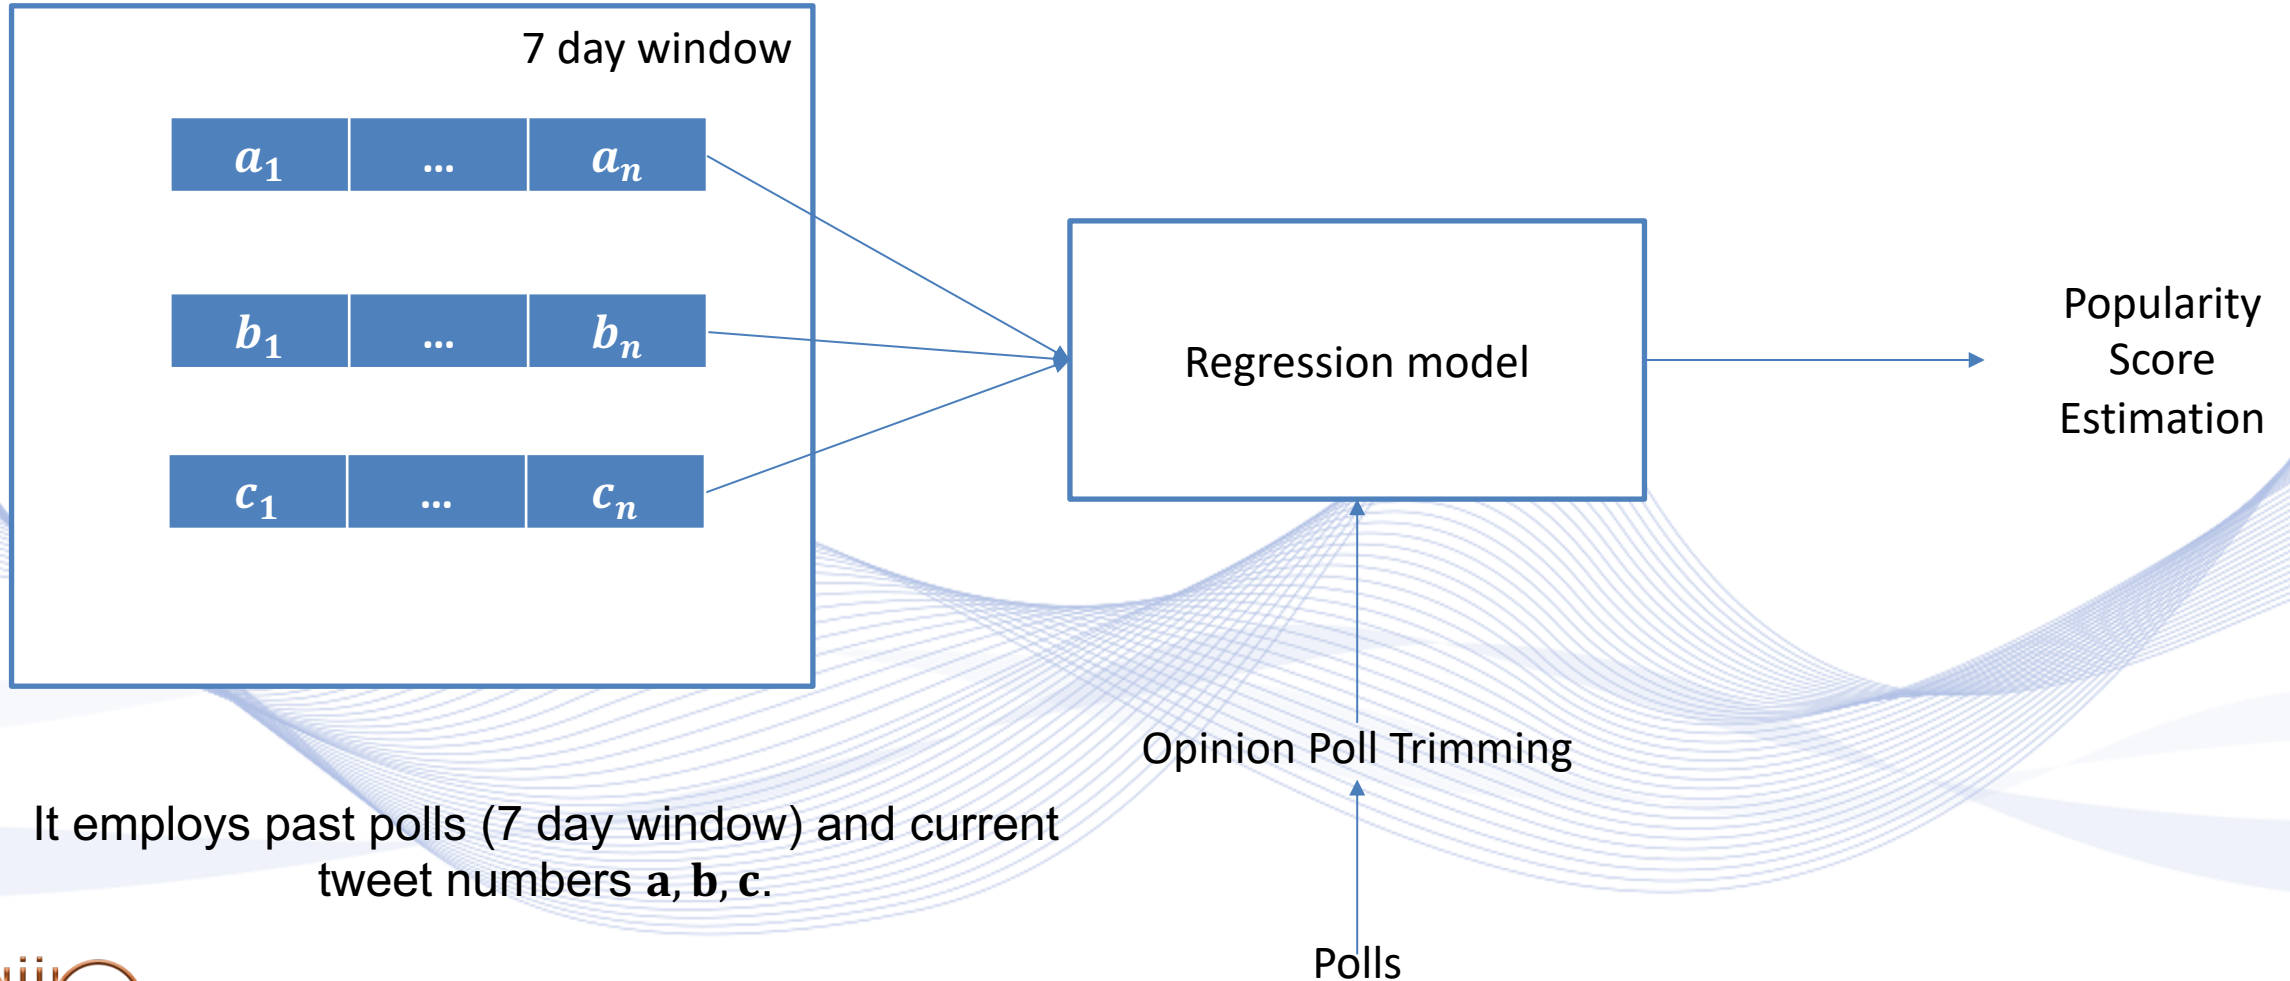 7 day window
a₁ ... aₙ
b₁ ... bₙ
c₁ ... cₙ
Regression model
Popularity
Score
Estimation
Opinion Poll Trimming
It employs past polls (7 day window) and current
tweet numbers a, b, c.
Polls